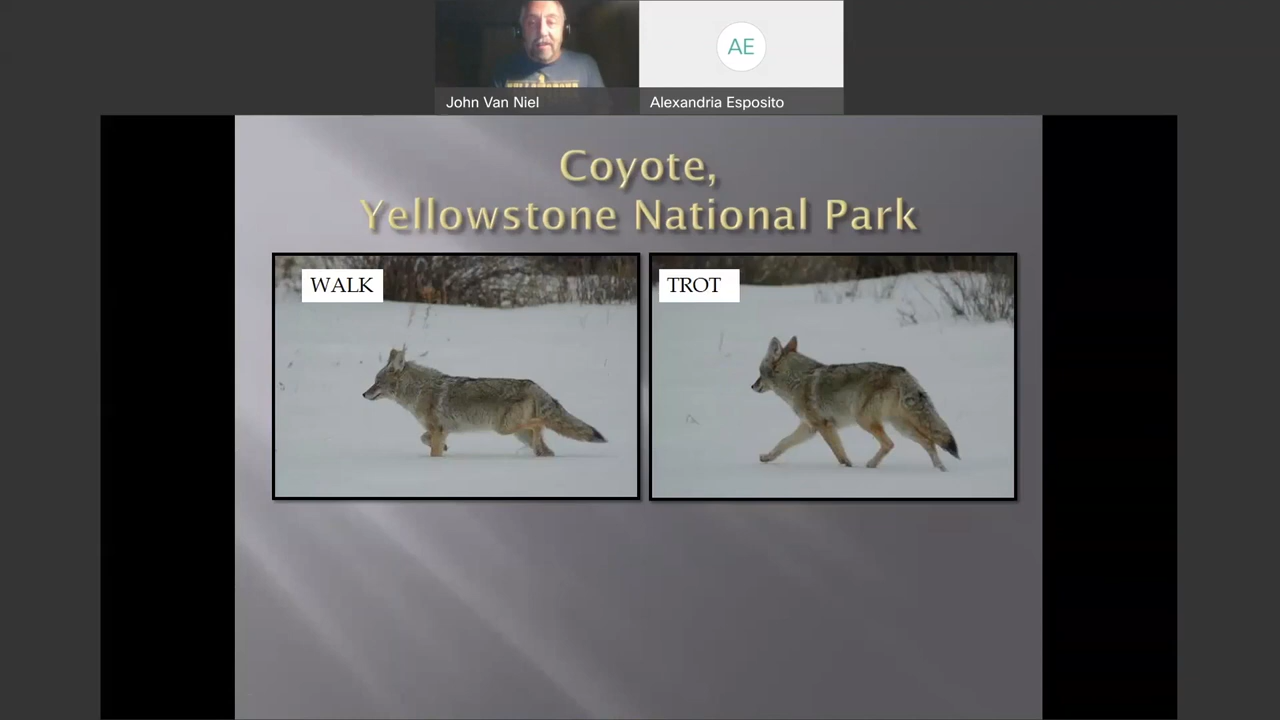 AE
John Van Niel
Alexandria Esposito
Coyote,
Yellowstone National Park
WALK
TROT